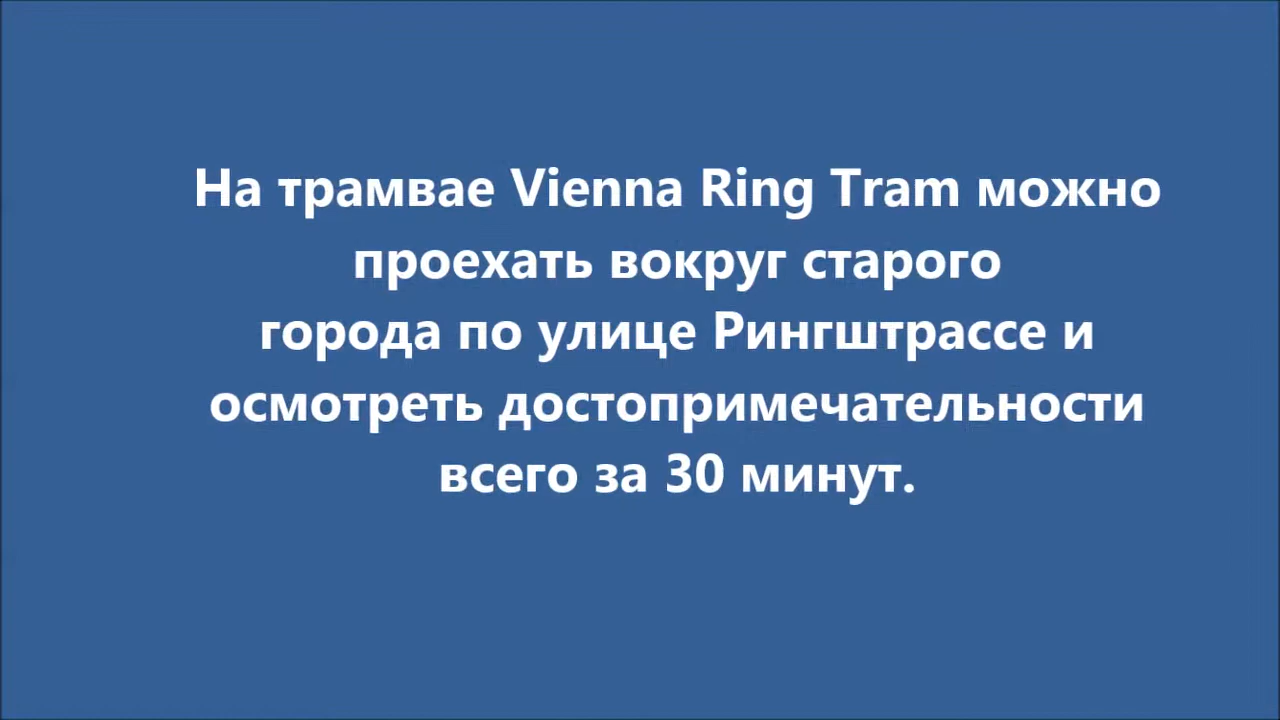 На трамвае Vienna Ring Tram можно
проехать вокруг старого
города по улице Рингштрассе и
осмотреть достопримечательности
всего за 30 минут.